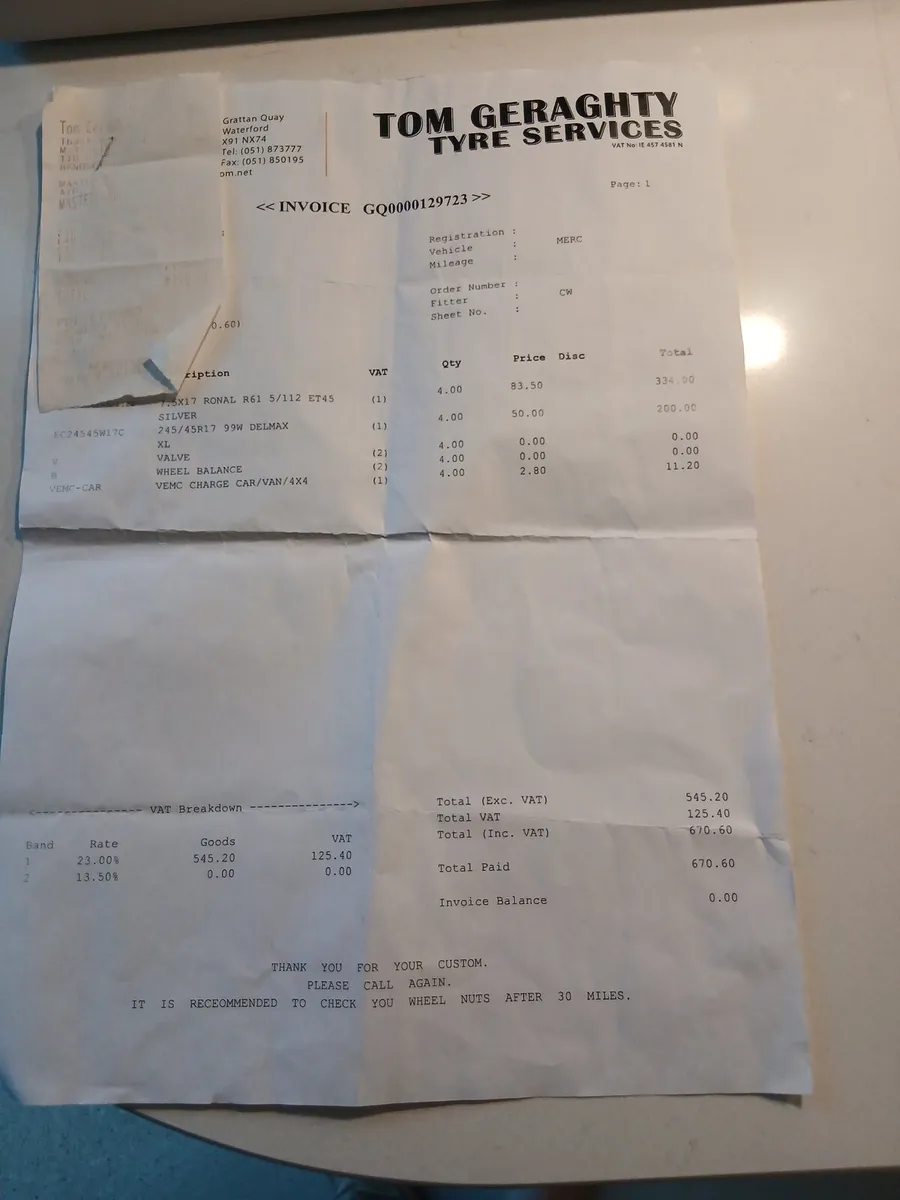 Grattan Quay
Waterford
X91 NX74
Tel: (051) 873777
Fax: (051) 850195
om.net
TOM GERAGHTY
TYRE SERVICES
VAT No: IE 457 4581 N
Page: 1
<< INVOICE GQ0000129723 >>
Registration :
Vehicle : MERC
Mileage :
Order Number :
Fitter : CW
Sheet No. :
0.60)
ription VAT Qty Price Disc Total
7.5X17 RONAL R61 5/112 ET45 (1) 4.00 83.50 334.00
SILVER
EC24545W17C 245/45R17 99W DELMAX (1) 4.00 50.00 200.00
XL
V VALVE (2) 4.00 0.00 0.00
B WHEEL BALANCE (2) 4.00 0.00 0.00
VEMC-CAR VEMC CHARGE CAR/VAN/4X4 (1) 4.00 2.80 11.20
<--------------- VAT Breakdown --------------->
Band Rate Goods VAT
1 23.00% 545.20 125.40
2 13.50% 0.00 0.00
Total (Exc. VAT) 545.20
Total VAT 125.40
Total (Inc. VAT) 670.60
Total Paid 670.60
Invoice Balance 0.00
THANK YOU FOR YOUR CUSTOM.
PLEASE CALL AGAIN.
IT IS RECEOMMENDED TO CHECK YOU WHEEL NUTS AFTER 30 MILES.